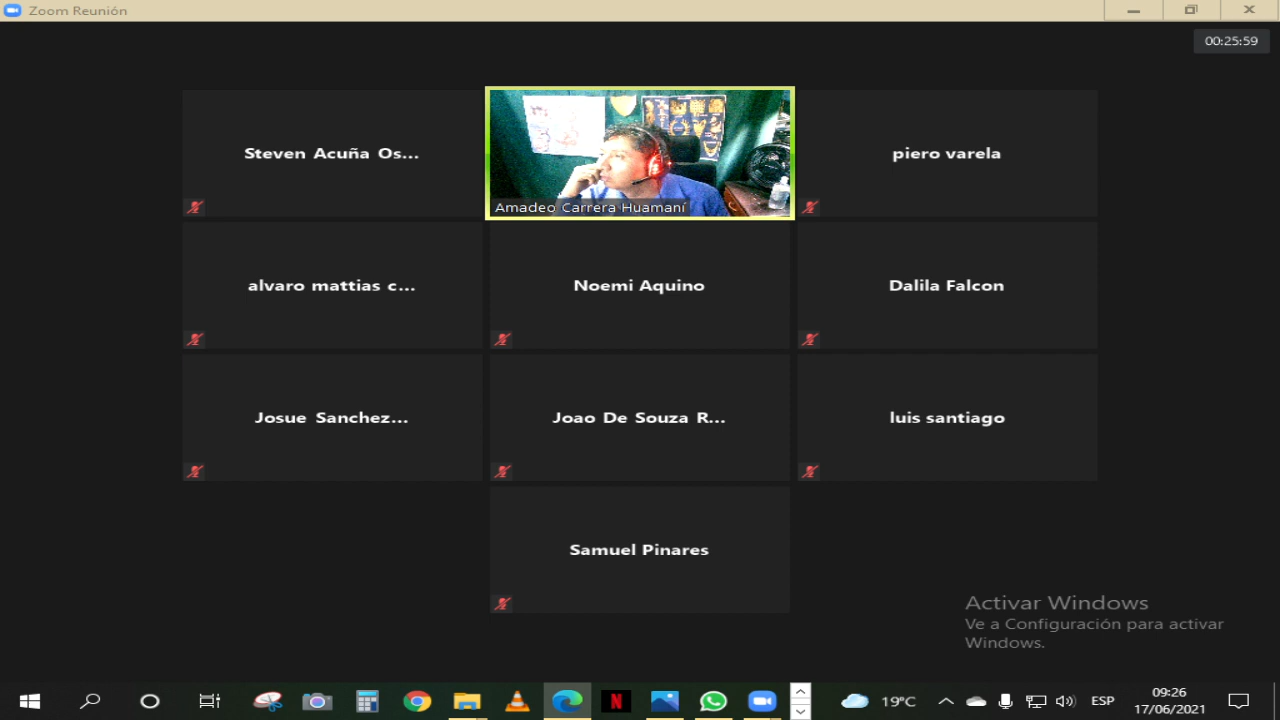 Zoom Reunión
00:25:59
Steven Acuña Os...
Amadeo Carrera Huamaní
piero varela
alvaro mattias c...
Noemi Aquino
Dalila Falcon
Josue Sanchez...
Joao De Souza R...
luis santiago
Samuel Pinares
Activar Windows
Ve a Configuración para activar
Windows.
N
19°C
ESP
09:26
17/06/2021